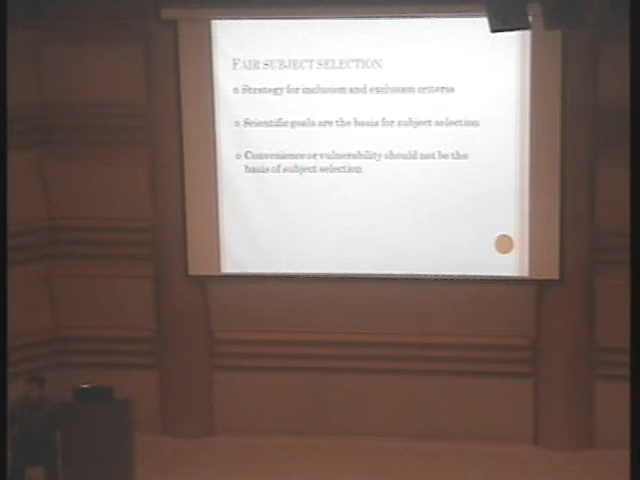 FAIR SUBJECT SELECTION
Strategy for inclusion and exclusion criteria
Scientific goals are the basis for subject selection
Convenience or vulnerability should not be the
basis of subject selection